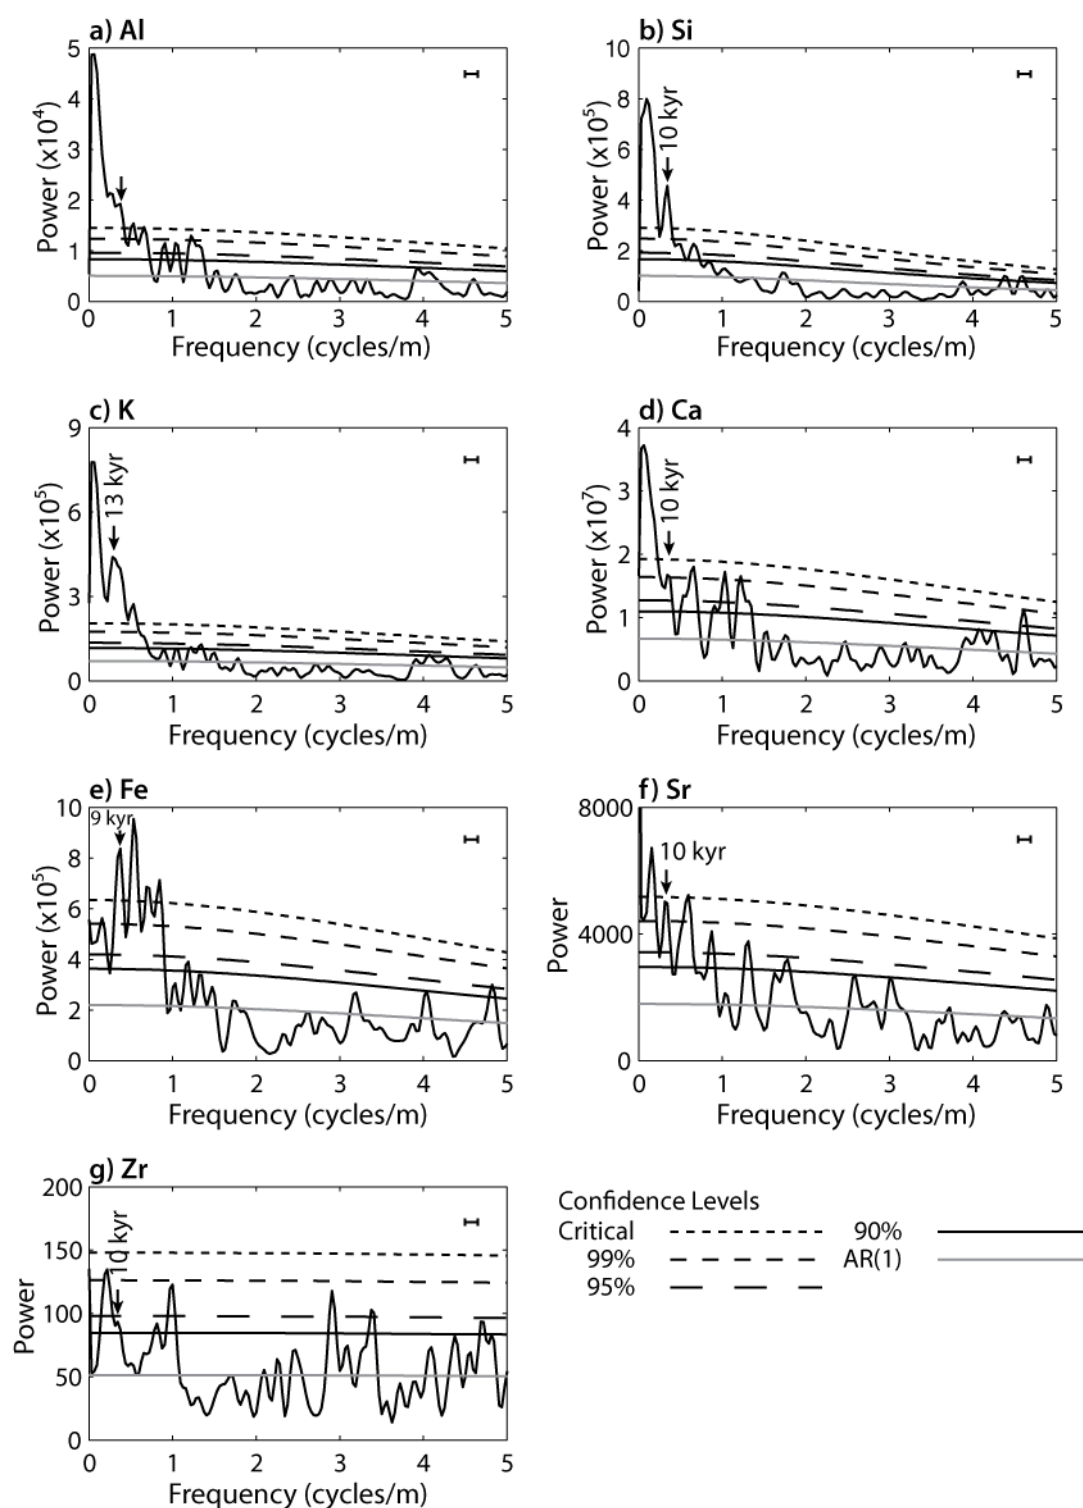 a) Al
5
4
3
2
1
0
Power (x10⁴)
0 1 2 3 4 5
Frequency (cycles/m)
b) Si
10
8
6
4
2
0
Power (x10⁵)
10 kyr
0 1 2 3 4 5
Frequency (cycles/m)
c) K
9
6
3
0
Power (x10⁵)
13 kyr
0 1 2 3 4 5
Frequency (cycles/m)
d) Ca
4
3
2
1
0
Power (x10⁷)
10 kyr
0 1 2 3 4 5
Frequency (cycles/m)
e) Fe
10
8
6
4
2
0
Power (x10⁵)
9 kyr
0 1 2 3 4 5
Frequency (cycles/m)
f) Sr
8000
4000
0
Power
10 kyr
0 1 2 3 4 5
Frequency (cycles/m)
g) Zr
200
150
100
50
0
Power
10 kyr
0 1 2 3 4 5
Frequency (cycles/m)
Confidence Levels
Critical 90%
99% AR(1)
95%